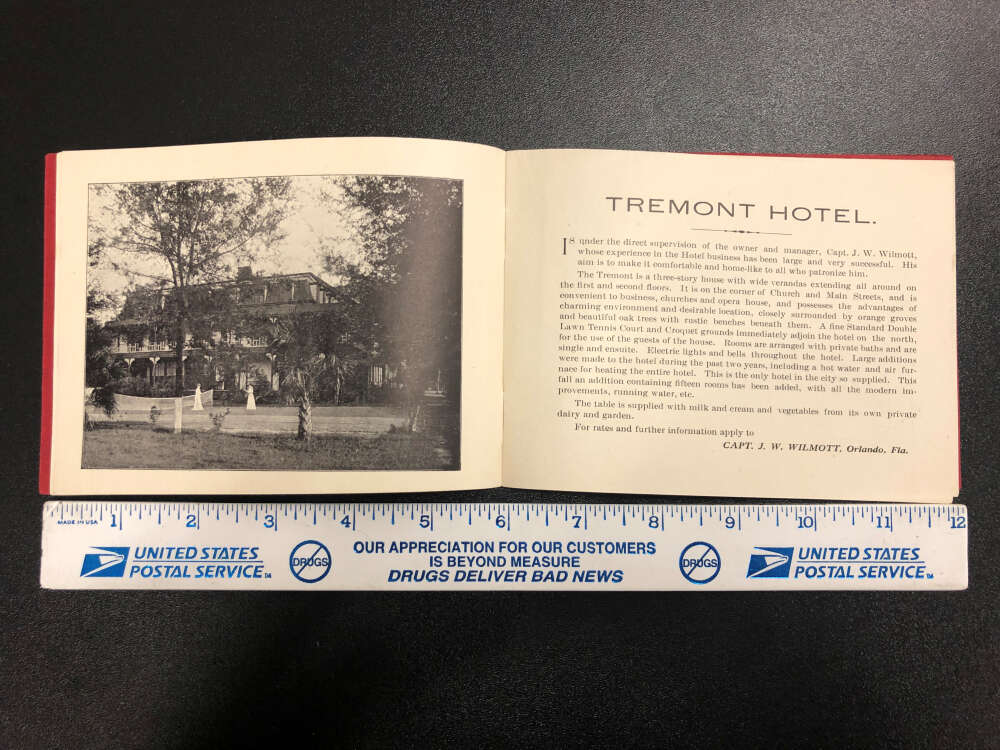 TREMONT HOTEL.
IS under the direct supervision of the owner and manager, Capt. J. W. Wilmott,
whose experience in the Hotel business has been large and very successful. His
aim is to make it comfortable and home-like to all who patronize him.
The Tremont is a three-story house with wide verandas extending all around on
the first and second floors. It is on the corner of Church and Main Streets, and is
convenient to business, churches and opera house, and possesses the advantages of
charming environment and desirable location, closely surrounded by orange groves
and beautiful oak trees with rustic benches beneath them. A fine Standard Double
Lawn Tennis Court and Croquet grounds immediately adjoin the hotel on the north,
for the use of the guests of the house. Rooms are arranged with private baths and are
single and ensuite. Electric lights and bells throughout the hotel. Large additions
were made to the hotel during the past two years, including a hot water and air fur-
nace for heating the entire hotel. This is the only hotel in the city so supplied. This
fall an addition containing fifteen rooms has been added, with all the modern im-
provements, running water, etc.
The table is supplied with milk and cream and vegetables from its own private
dairy and garden.
For rates and further information apply to
CAPT. J. W. WILMOTT, Orlando, Fla.
MADE IN USA 1 2 3 4 5 6 7 8 9 10 11 12
UNITED STATES
POSTAL SERVICE™
DRUGS
OUR APPRECIATION FOR OUR CUSTOMERS
IS BEYOND MEASURE
DRUGS DELIVER BAD NEWS
DRUGS
UNITED STATES
POSTAL SERVICE™